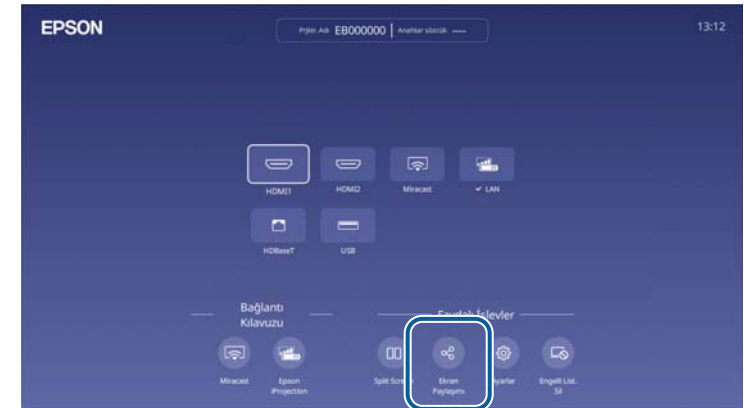 EPSON
Prjktr. Adı EB000000 | Anahtar sözcük ----
13:12
HDMI1
HDMI2
Miracast
✓ LAN
HDBaseT
USB
Bağlantı
Kılavuzu
Faydalı İşlevler
Miracast
Epson
iProjection
Split Screen
Ekran
Paylaşımı
Ayarlar
Engelli List.
Sil